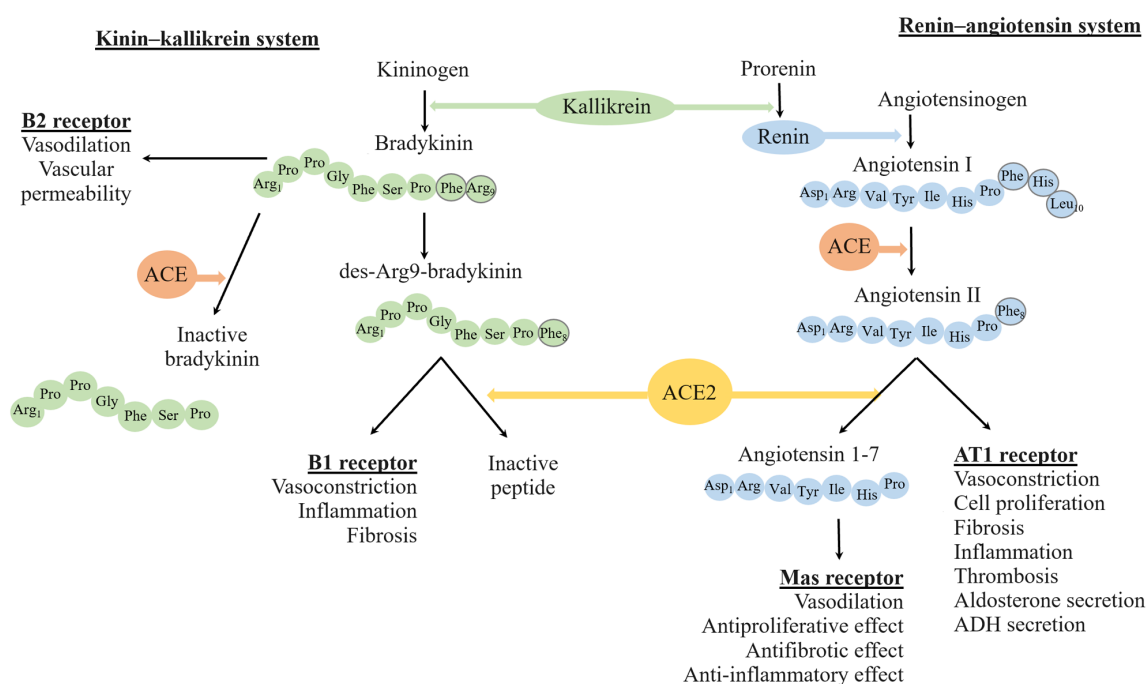 Kinin–kallikrein system
Renin–angiotensin system
Kininogen
Kallikrein
Prorenin
Renin
Angiotensinogen
B2 receptor
Vasodilation
Vascular
permeability
Bradykinin
Arg1 Pro Pro Gly Phe Ser Pro Phe Arg9
Angiotensin I
Asp1 Arg Val Tyr Ile His Pro Phe His Leu10
ACE
ACE
des-Arg9-bradykinin
Arg1 Pro Pro Gly Phe Ser Pro Phe8
Angiotensin II
Asp1 Arg Val Tyr Ile His Pro Phe8
Inactive
bradykinin
Arg1 Pro Pro Gly Phe Ser Pro
ACE2
B1 receptor
Vasoconstriction
Inflammation
Fibrosis
Inactive
peptide
Angiotensin 1-7
Asp1 Arg Val Tyr Ile His Pro
Mas receptor
Vasodilation
Antiproliferative effect
Antifibrotic effect
Anti-inflammatory effect
AT1 receptor
Vasoconstriction
Cell proliferation
Fibrosis
Inflammation
Thrombosis
Aldosterone secretion
ADH secretion